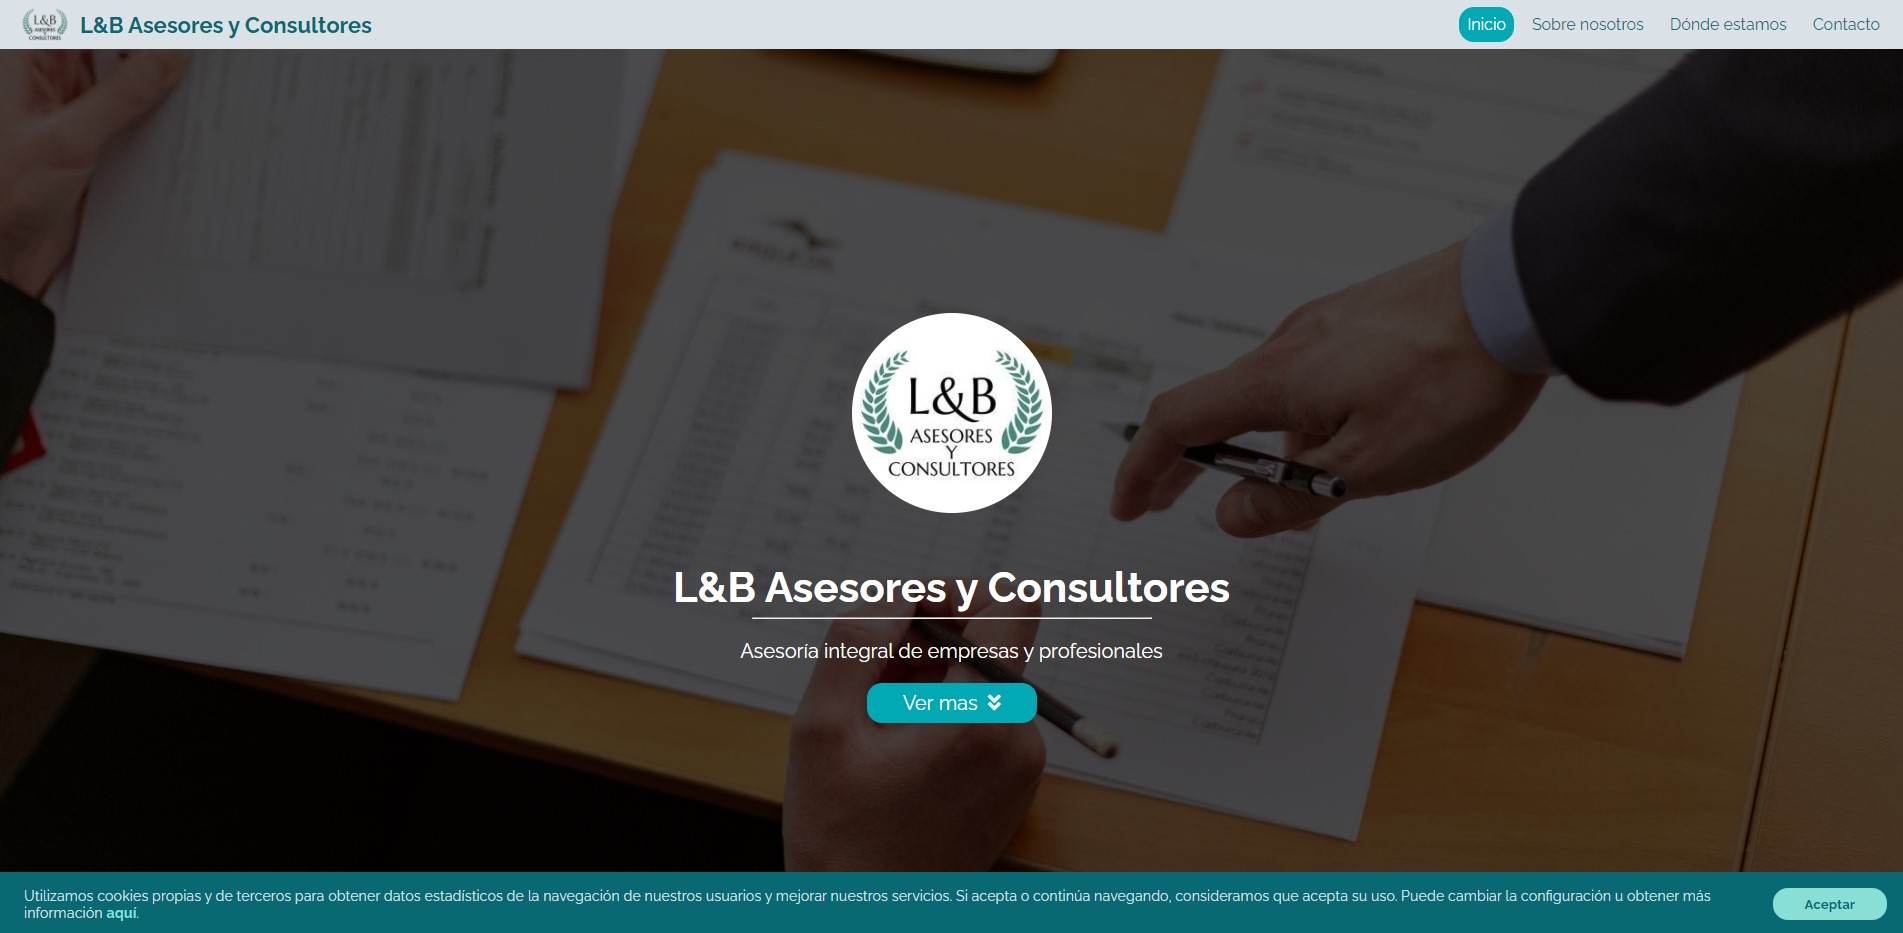 L&B
ASESORES
Y
CONSULTORES
L&B Asesores y Consultores
Inicio
Sobre nosotros
Dónde estamos
Contacto
L&B
ASESORES
Y
CONSULTORES
L&B Asesores y Consultores
Asesoría integral de empresas y profesionales
Ver mas
Utilizamos cookies propias y de terceros para obtener datos estadísticos de la navegación de nuestros usuarios y mejorar nuestros servicios. Si acepta o continúa navegando, consideramos que acepta su uso. Puede cambiar la configuración u obtener más
información aquí.
Aceptar